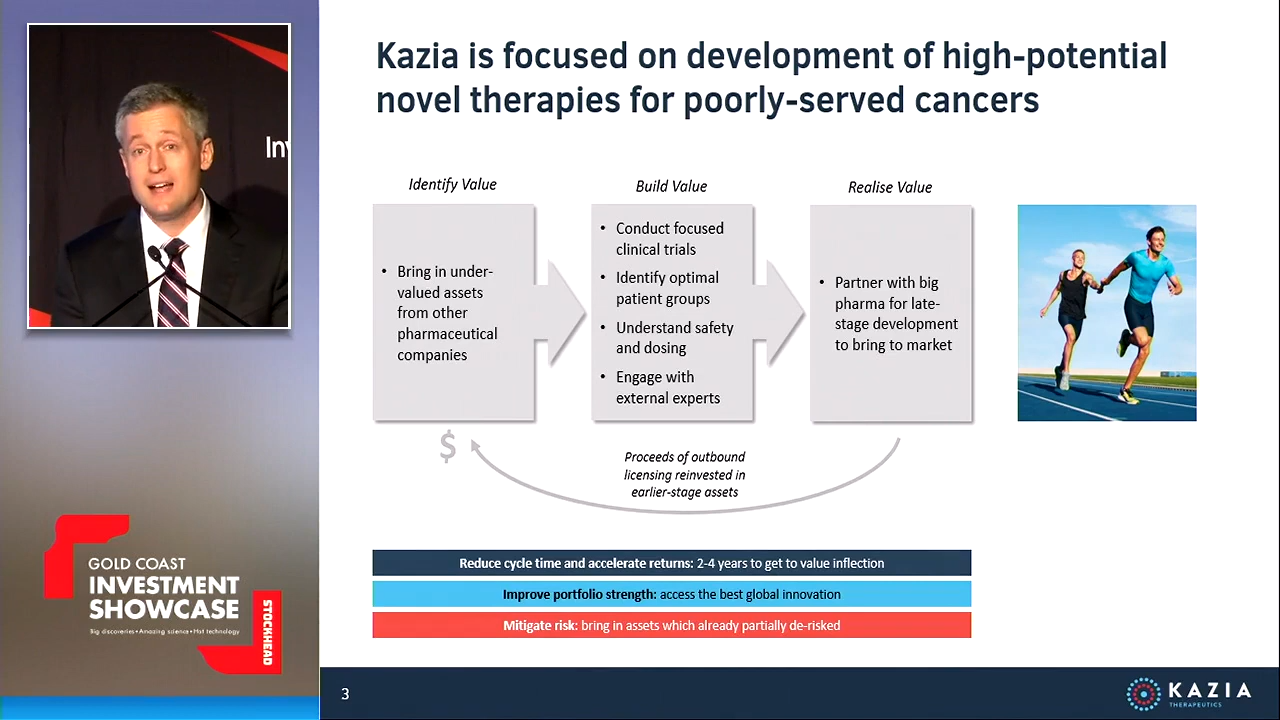 Kazia is focused on development of high-potential
novel therapies for poorly-served cancers
Inv
Identify Value
Build Value
Realise Value
• Bring in under-
valued assets
from other
pharmaceutical
companies
• Conduct focused
clinical trials
• Identify optimal
patient groups
• Understand safety
and dosing
• Engage with
external experts
• Partner with big
pharma for late-
stage development
to bring to market
$
Proceeds of outbound
licensing reinvested in
earlier-stage assets
Reduce cycle time and accelerate returns: 2-4 years to get to value inflection
Improve portfolio strength: access the best global innovation
Mitigate risk: bring in assets which already partially de-risked
GOLD COAST
INVESTMENT
SHOWCASE
Big discoveries • Amazing science • Hot technology
STOCKHEAD
3
KAZIA
THERAPEUTICS